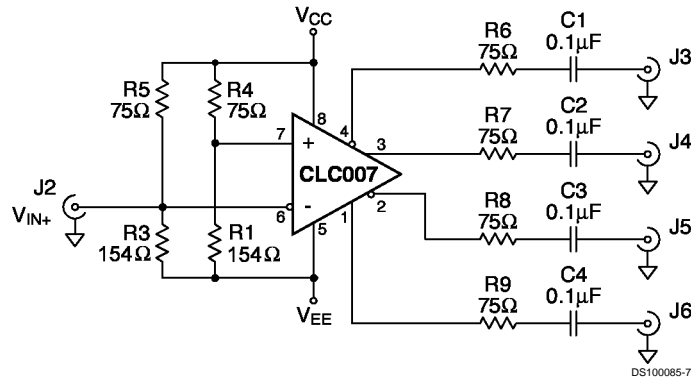 VCC
R5
75Ω
R4
75Ω
8
7
+
4
3
CLC007
J2
VIN+
6
-
1
2
5
R3
154Ω
R1
154Ω
VEE
R6
75Ω
C1
0.1µF
J3
R7
75Ω
C2
0.1µF
J4
R8
75Ω
C3
0.1µF
J5
R9
75Ω
C4
0.1µF
J6
DS100085-7